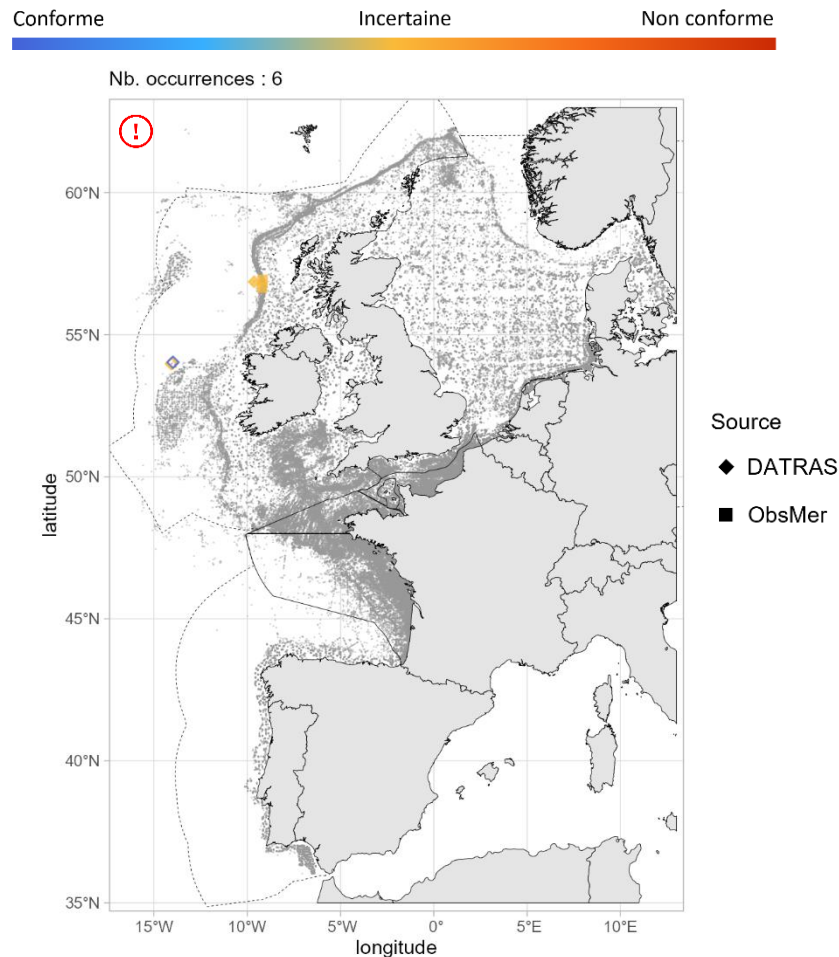 Conforme Incertaine Non conforme
Nb. occurrences : 6
!
60°N
55°N
50°N
45°N
40°N
35°N
latitude
15°W 10°W 5°W 0° 5°E 10°E
longitude
Source
DATRAS
ObsMer